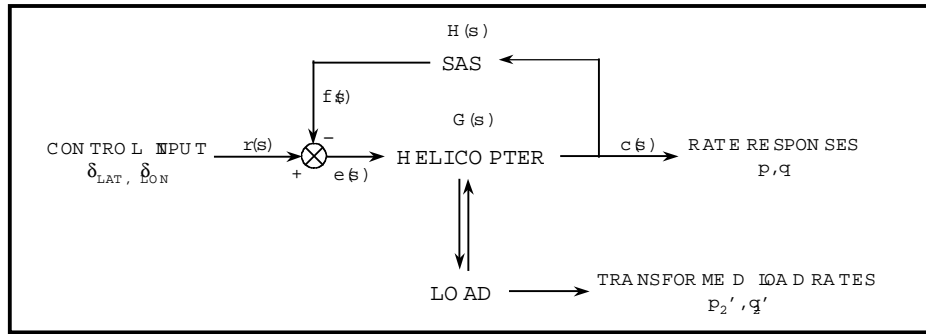 H(s)
SAS
f(s)
G(s)
CONTROL INPUT
r(s)
−
HELICOPTER
c(s)
RATE RESPONSES
δLAT, δLON
+
e(s)
p,q
LOAD
TRANSFORMED LOAD RATES
p2',q2'